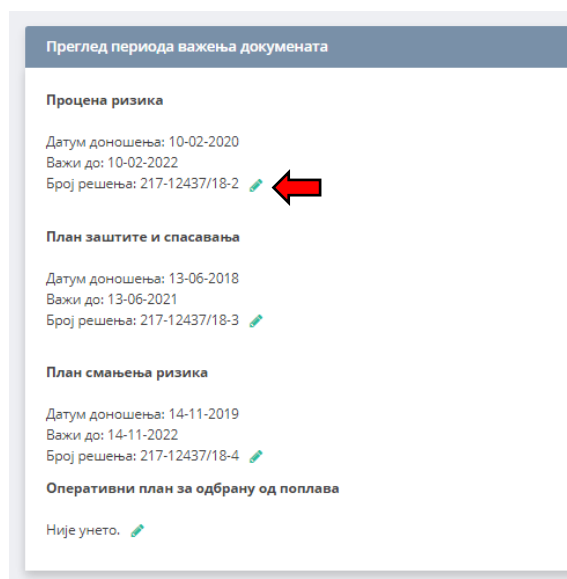 Преглед периода важења докумената
Процена ризика
Датум доношења: 10-02-2020
Важи до: 10-02-2022
Број решења: 217-12437/18-2
План заштите и спасавања
Датум доношења: 13-06-2018
Важи до: 13-06-2021
Број решења: 217-12437/18-3
План смањења ризика
Датум доношења: 14-11-2019
Важи до: 14-11-2022
Број решења: 217-12437/18-4
Оперативни план за одбрану од поплава
Није унето.